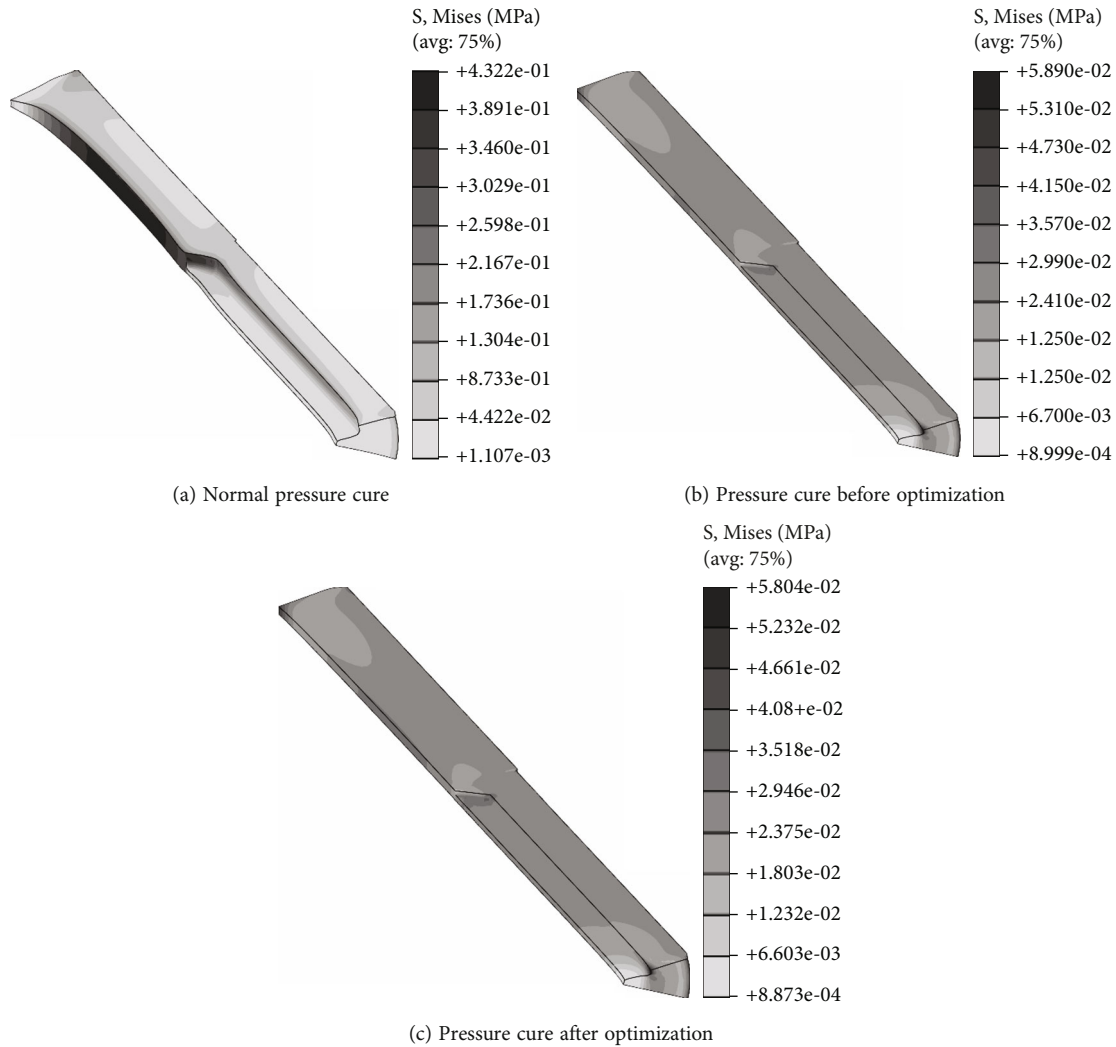 S, Mises (MPa)
(avg: 75%)
+4.322e-01
+3.891e-01
+3.460e-01
+3.029e-01
+2.598e-01
+2.167e-01
+1.736e-01
+1.304e-01
+8.733e-01
+4.422e-02
+1.107e-03
(a) Normal pressure cure
S, Mises (MPa)
(avg: 75%)
+5.890e-02
+5.310e-02
+4.730e-02
+4.150e-02
+3.570e-02
+2.990e-02
+2.410e-02
+1.250e-02
+1.250e-02
+6.700e-03
+8.999e-04
(b) Pressure cure before optimization
S, Mises (MPa)
(avg: 75%)
+5.804e-02
+5.232e-02
+4.661e-02
+4.08+e-02
+3.518e-02
+2.946e-02
+2.375e-02
+1.803e-02
+1.232e-02
+6.603e-03
+8.873e-04
(c) Pressure cure after optimization